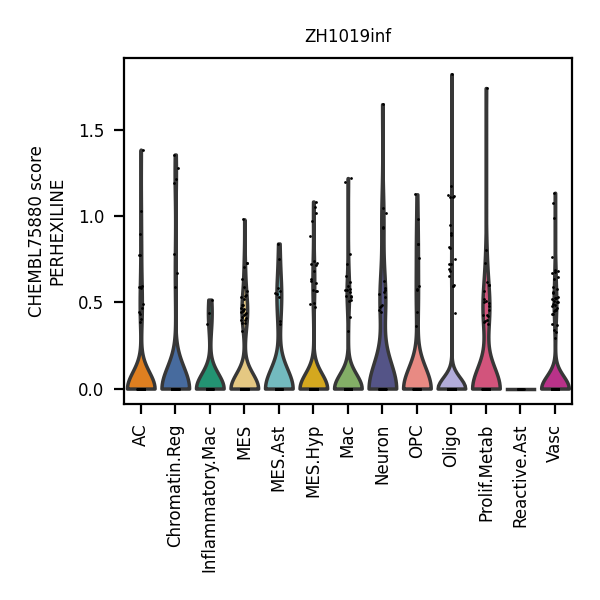 ZH1019inf
CHEMBL75880 score
PERHEXILINE
1.5
1.0
0.5
0.0
AC
Chromatin.Reg
Inflammatory.Mac
MES
MES.Ast
MES.Hyp
Mac
Neuron
OPC
Oligo
Prolif.Metab
Reactive.Ast
Vasc